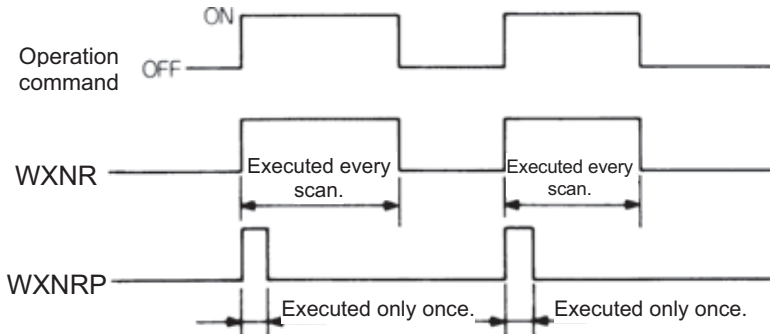 ON
Operation
command
OFF
WXNR
Executed every
scan.
Executed every
scan.
WXNRP
Executed only once.
Executed only once.